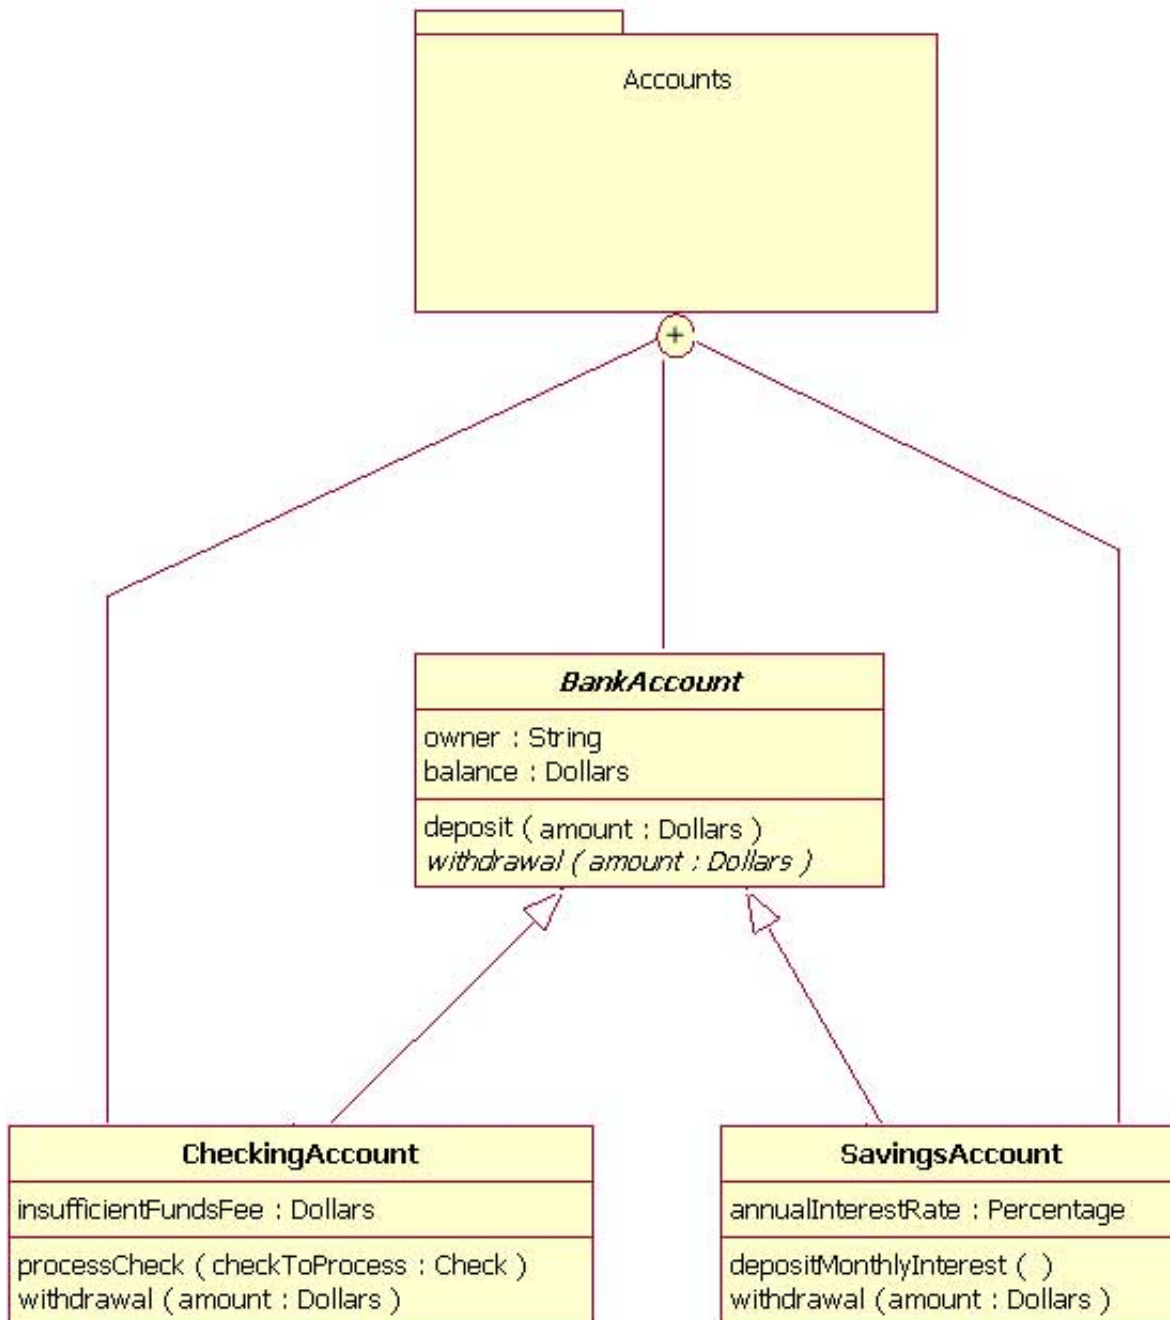 Accounts
+
BankAccount
owner : String
balance : Dollars
deposit ( amount : Dollars )
withdrawal ( amount : Dollars )
CheckingAccount
insufficientFundsFee : Dollars
processCheck ( checkToProcess : Check )
withdrawal ( amount : Dollars )
SavingsAccount
annualInterestRate : Percentage
depositMonthlyInterest ( )
withdrawal ( amount : Dollars )